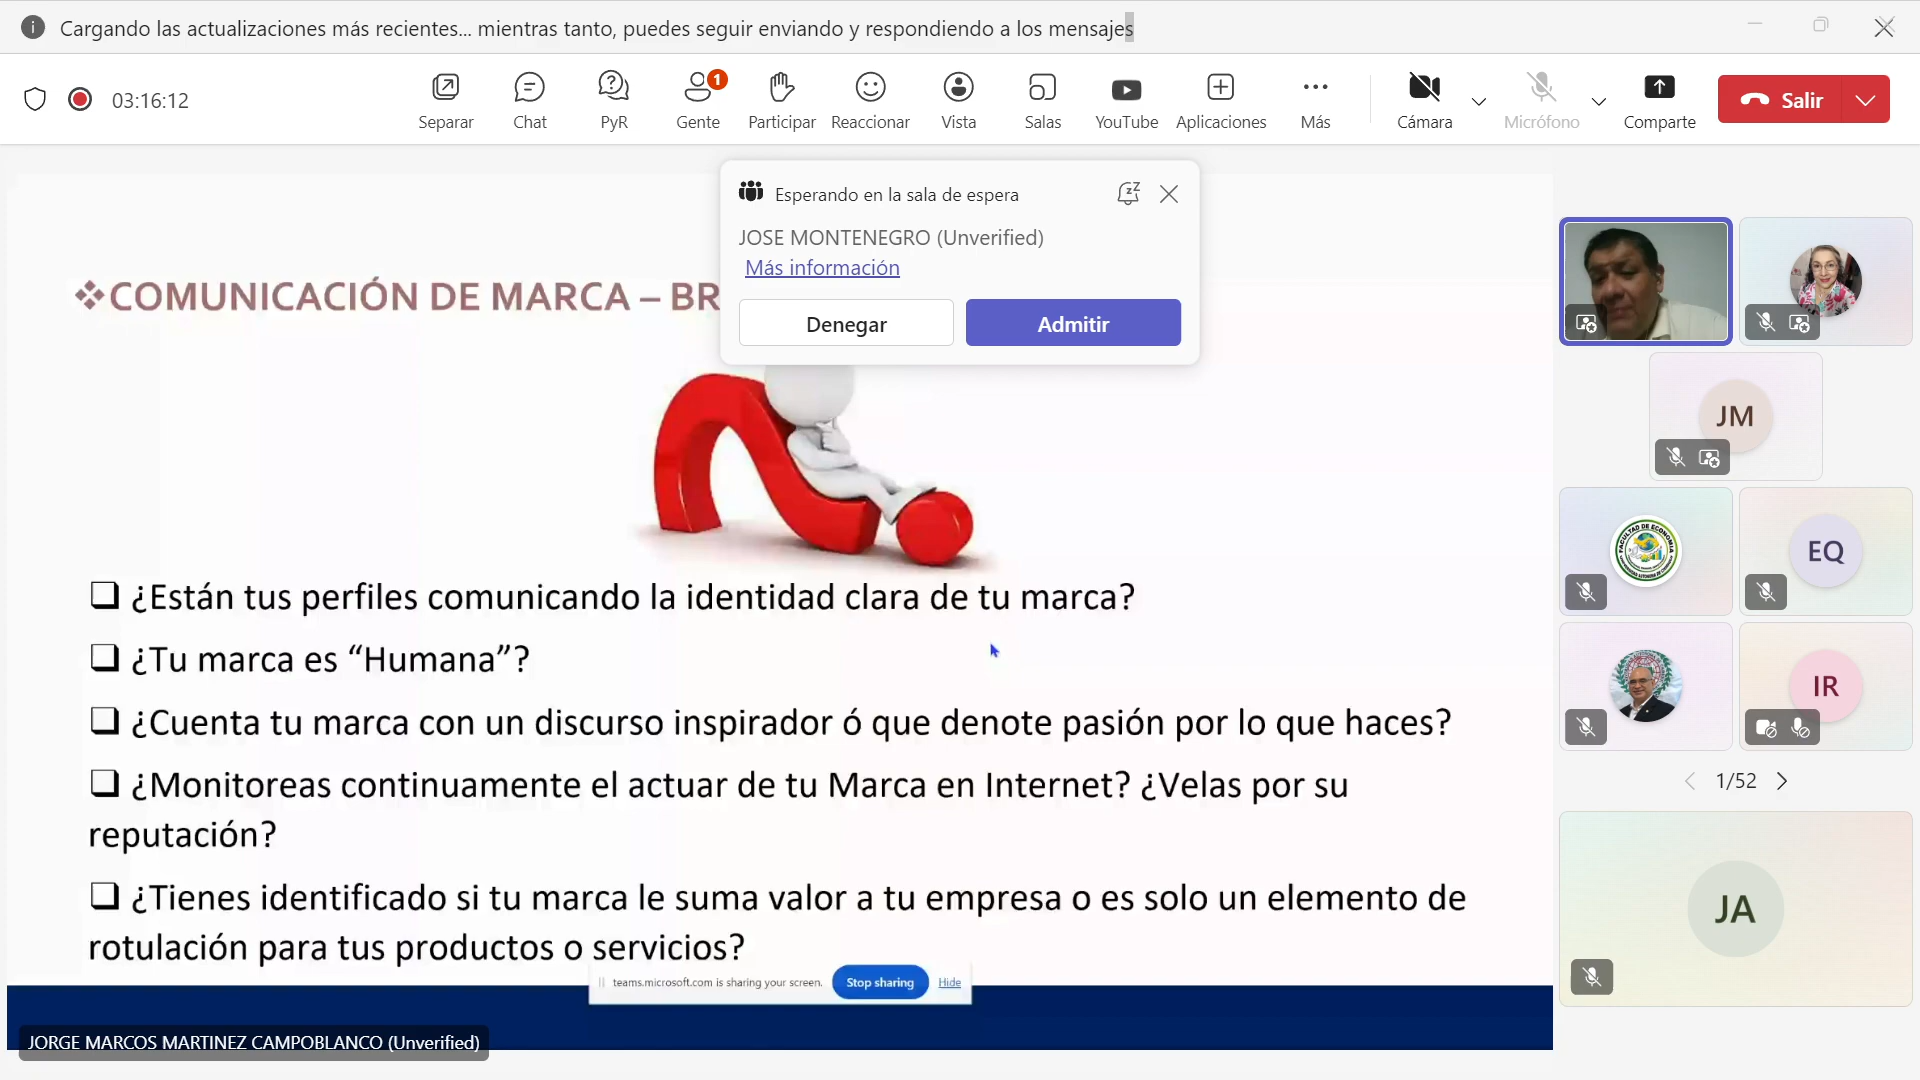 Cargando las actualizaciones más recientes... mientras tanto, puedes seguir enviando y respondiendo a los mensajes
03:16:12
Separar
Chat
PyR
Gente
1
Participar
Reaccionar
Vista
Salas
YouTube
Aplicaciones
Más
Cámara
Micrófono
Comparte
Salir
Esperando en la sala de espera
JOSE MONTENEGRO (Unverified)
Más información
Denegar
Admitir
❖COMUNICACIÓN DE MARCA – BR
❑ ¿Están tus perfiles comunicando la identidad clara de tu marca?
❑ ¿Tu marca es “Humana”?
❑ ¿Cuenta tu marca con un discurso inspirador ó que denote pasión por lo que haces?
❑ ¿Monitoreas continuamente el actuar de tu Marca en Internet? ¿Velas por su
reputación?
❑ ¿Tienes identificado si tu marca le suma valor a tu empresa o es solo un elemento de
rotulación para tus productos o servicios?
teams.microsoft.com is sharing your screen.
Stop sharing
Hide
JORGE MARCOS MARTINEZ CAMPOBLANCO (Unverified)
JM
FACULTAD DE ECONOMIA
EQ
IR
1/52
JA